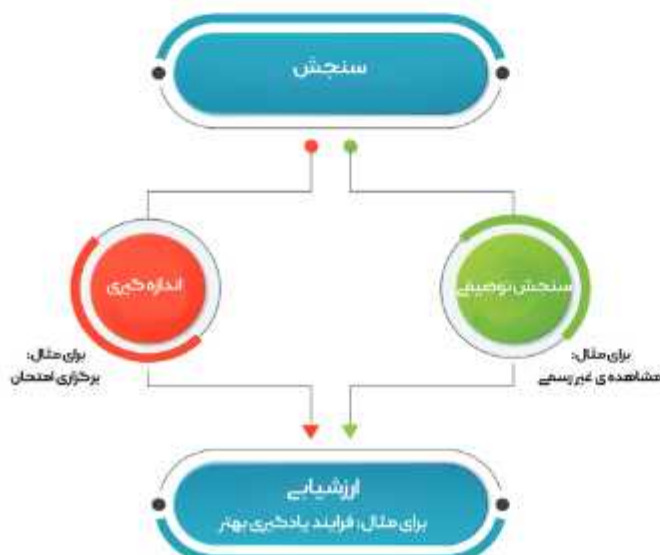 سنجش
سنجش توصیفی
برای مثال:
مشاهده ی غیر رسمی
اندازه گیری
برای مثال:
برگزاری امتحان
ارزشیابی
برای مثال: فرایند یادگیری بهتر